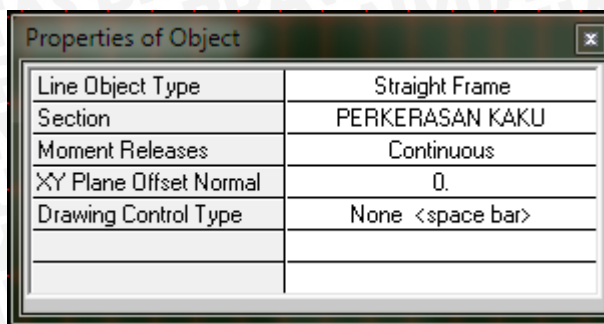 Properties of Object
Line Object Type Straight Frame
Section PERKERASAN KAKU
Moment Releases Continuous
XY Plane Offset Normal 0.
Drawing Control Type None <space bar>